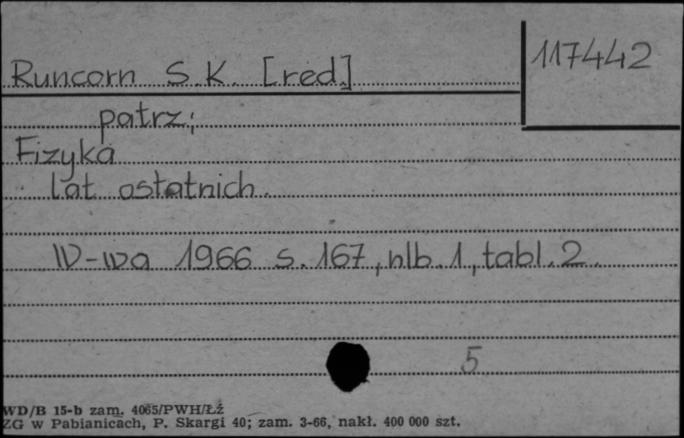 117442
Runcorn S.K. [red.]
patrz:
Fizyka
lat ostatnich.
W-wa 1966 s. 167, nlb. 1, tabl. 2.
5
WD/B 15-b zam. 4065/PWH/ŁŹ
ZG w Pabianicach, P. Skargi 40; zam. 3-66, nakł. 400 000 szt.